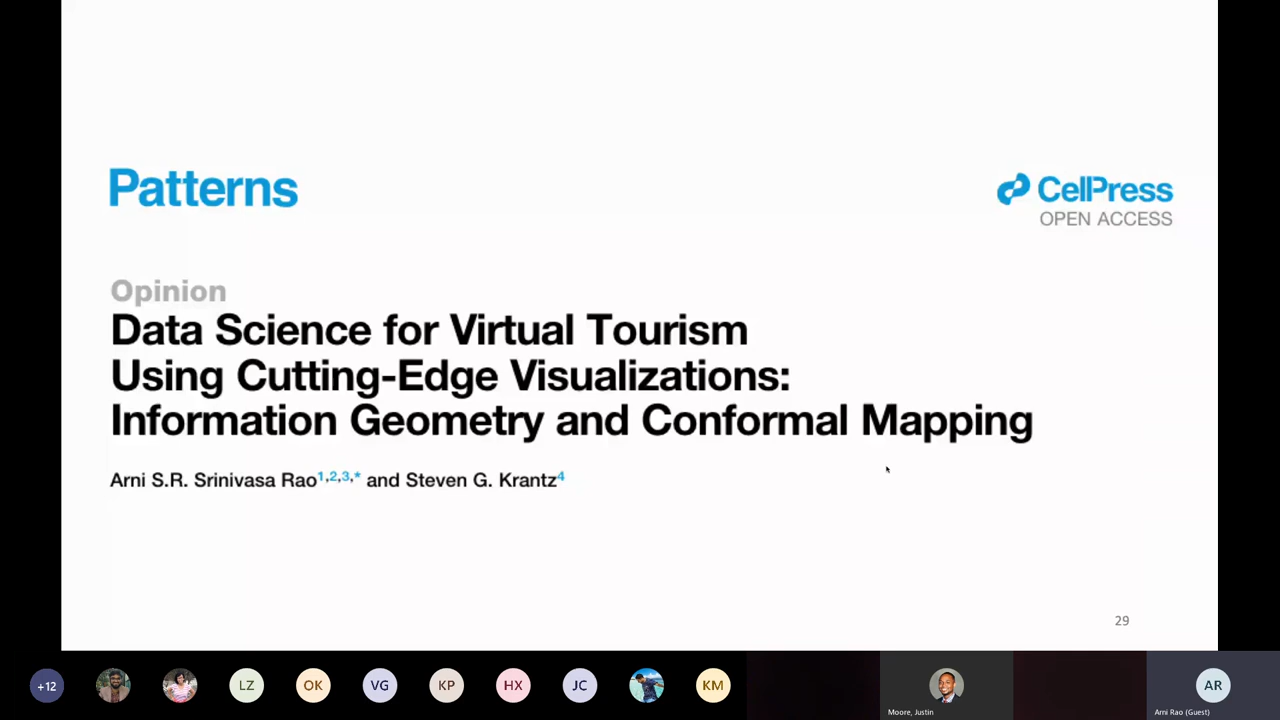 Patterns
CellPress
OPEN ACCESS
Opinion
Data Science for Virtual Tourism
Using Cutting-Edge Visualizations:
Information Geometry and Conformal Mapping
Arni S.R. Srinivasa Rao1,2,3,* and Steven G. Krantz4
29
+12
LZ
OK
VG
KP
HX
JC
KM
Moore, Justin
AR
Arni Rao (Guest)